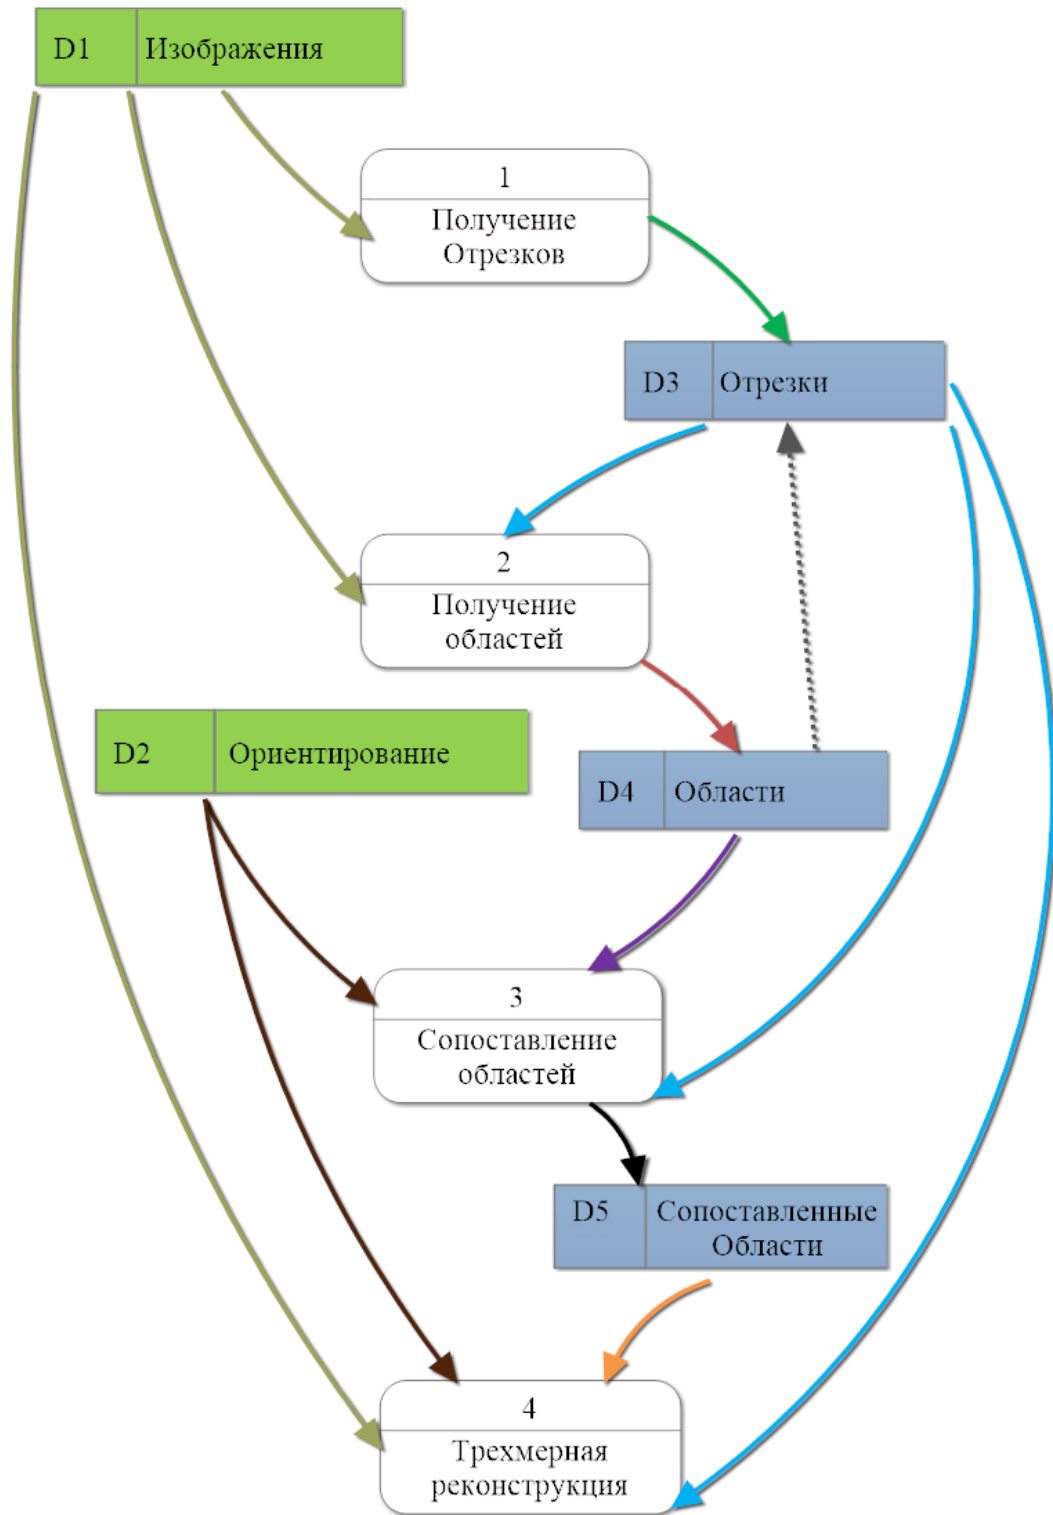 D1 Изображения
1
Получение
Отрезков
D3 Отрезки
2
Получение
областей
D2 Ориентирование
D4 Области
3
Сопоставление
областей
D5 Сопоставленные
Области
4
Трехмерная
реконструкция